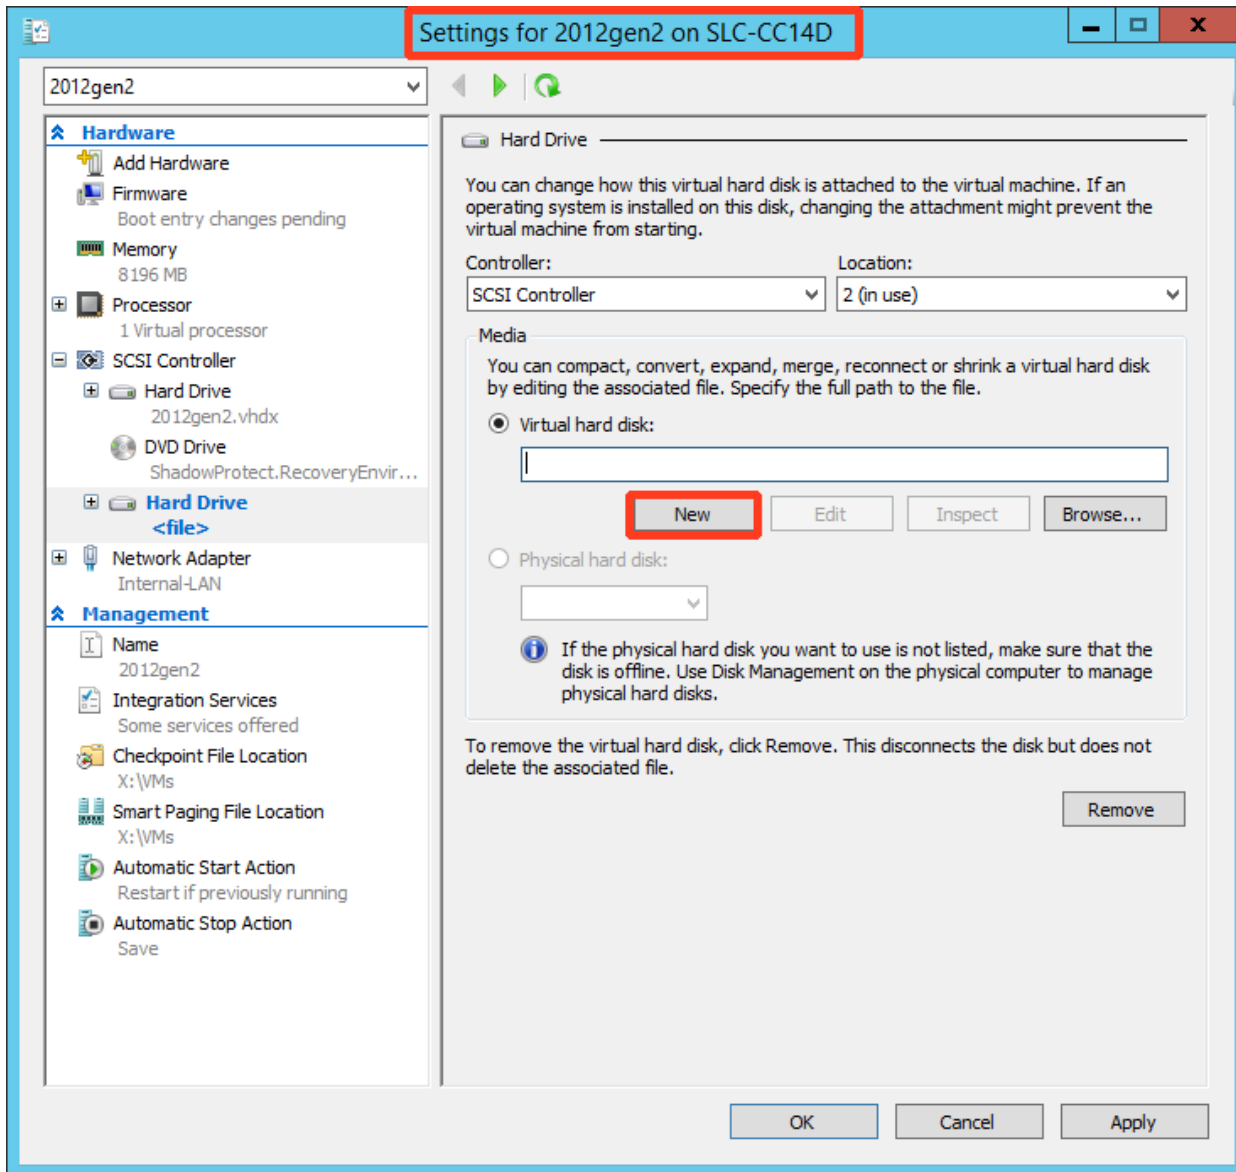 Settings for 2012gen2 on SLC-CC14D
2012gen2
Hardware
Add Hardware
Firmware
Boot entry changes pending
Memory
8196 MB
Processor
1 Virtual processor
SCSI Controller
Hard Drive
2012gen2.vhdx
DVD Drive
ShadowProtect.RecoveryEnvir...
Hard Drive
<file>
Network Adapter
Internal-LAN
Management
Name
2012gen2
Integration Services
Some services offered
Checkpoint File Location
X:\VMs
Smart Paging File Location
X:\VMs
Automatic Start Action
Restart if previously running
Automatic Stop Action
Save
Hard Drive
You can change how this virtual hard disk is attached to the virtual machine. If an
operating system is installed on this disk, changing the attachment might prevent the
virtual machine from starting.
Controller:
Location:
SCSI Controller
2 (in use)
Media
You can compact, convert, expand, merge, reconnect or shrink a virtual hard disk
by editing the associated file. Specify the full path to the file.
Virtual hard disk:
New
Edit
Inspect
Browse...
Physical hard disk:
If the physical hard disk you want to use is not listed, make sure that the
disk is offline. Use Disk Management on the physical computer to manage
physical hard disks.
To remove the virtual hard disk, click Remove. This disconnects the disk but does not
delete the associated file.
Remove
OK
Cancel
Apply